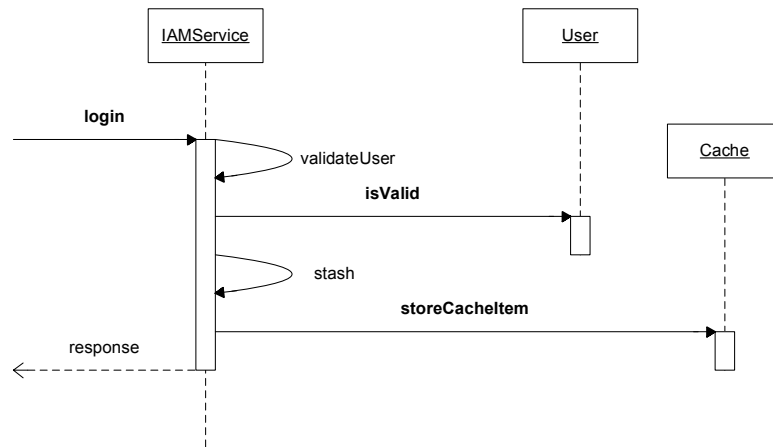 IAMService
User
login
Cache
validateUser
isValid
stash
storeCacheItem
response